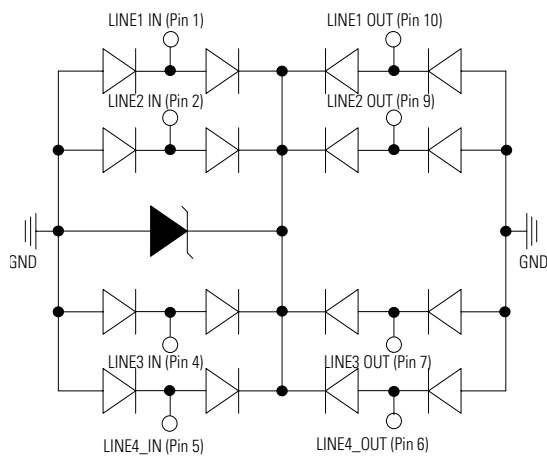 LINE1 IN (Pin 1)
LINE1 OUT (Pin 10)
LINE2 IN (Pin 2)
LINE2 OUT (Pin 9)
GND
GND
LINE3 IN (Pin 4)
LINE3 OUT (Pin 7)
LINE4_IN (Pin 5)
LINE4_OUT (Pin 6)